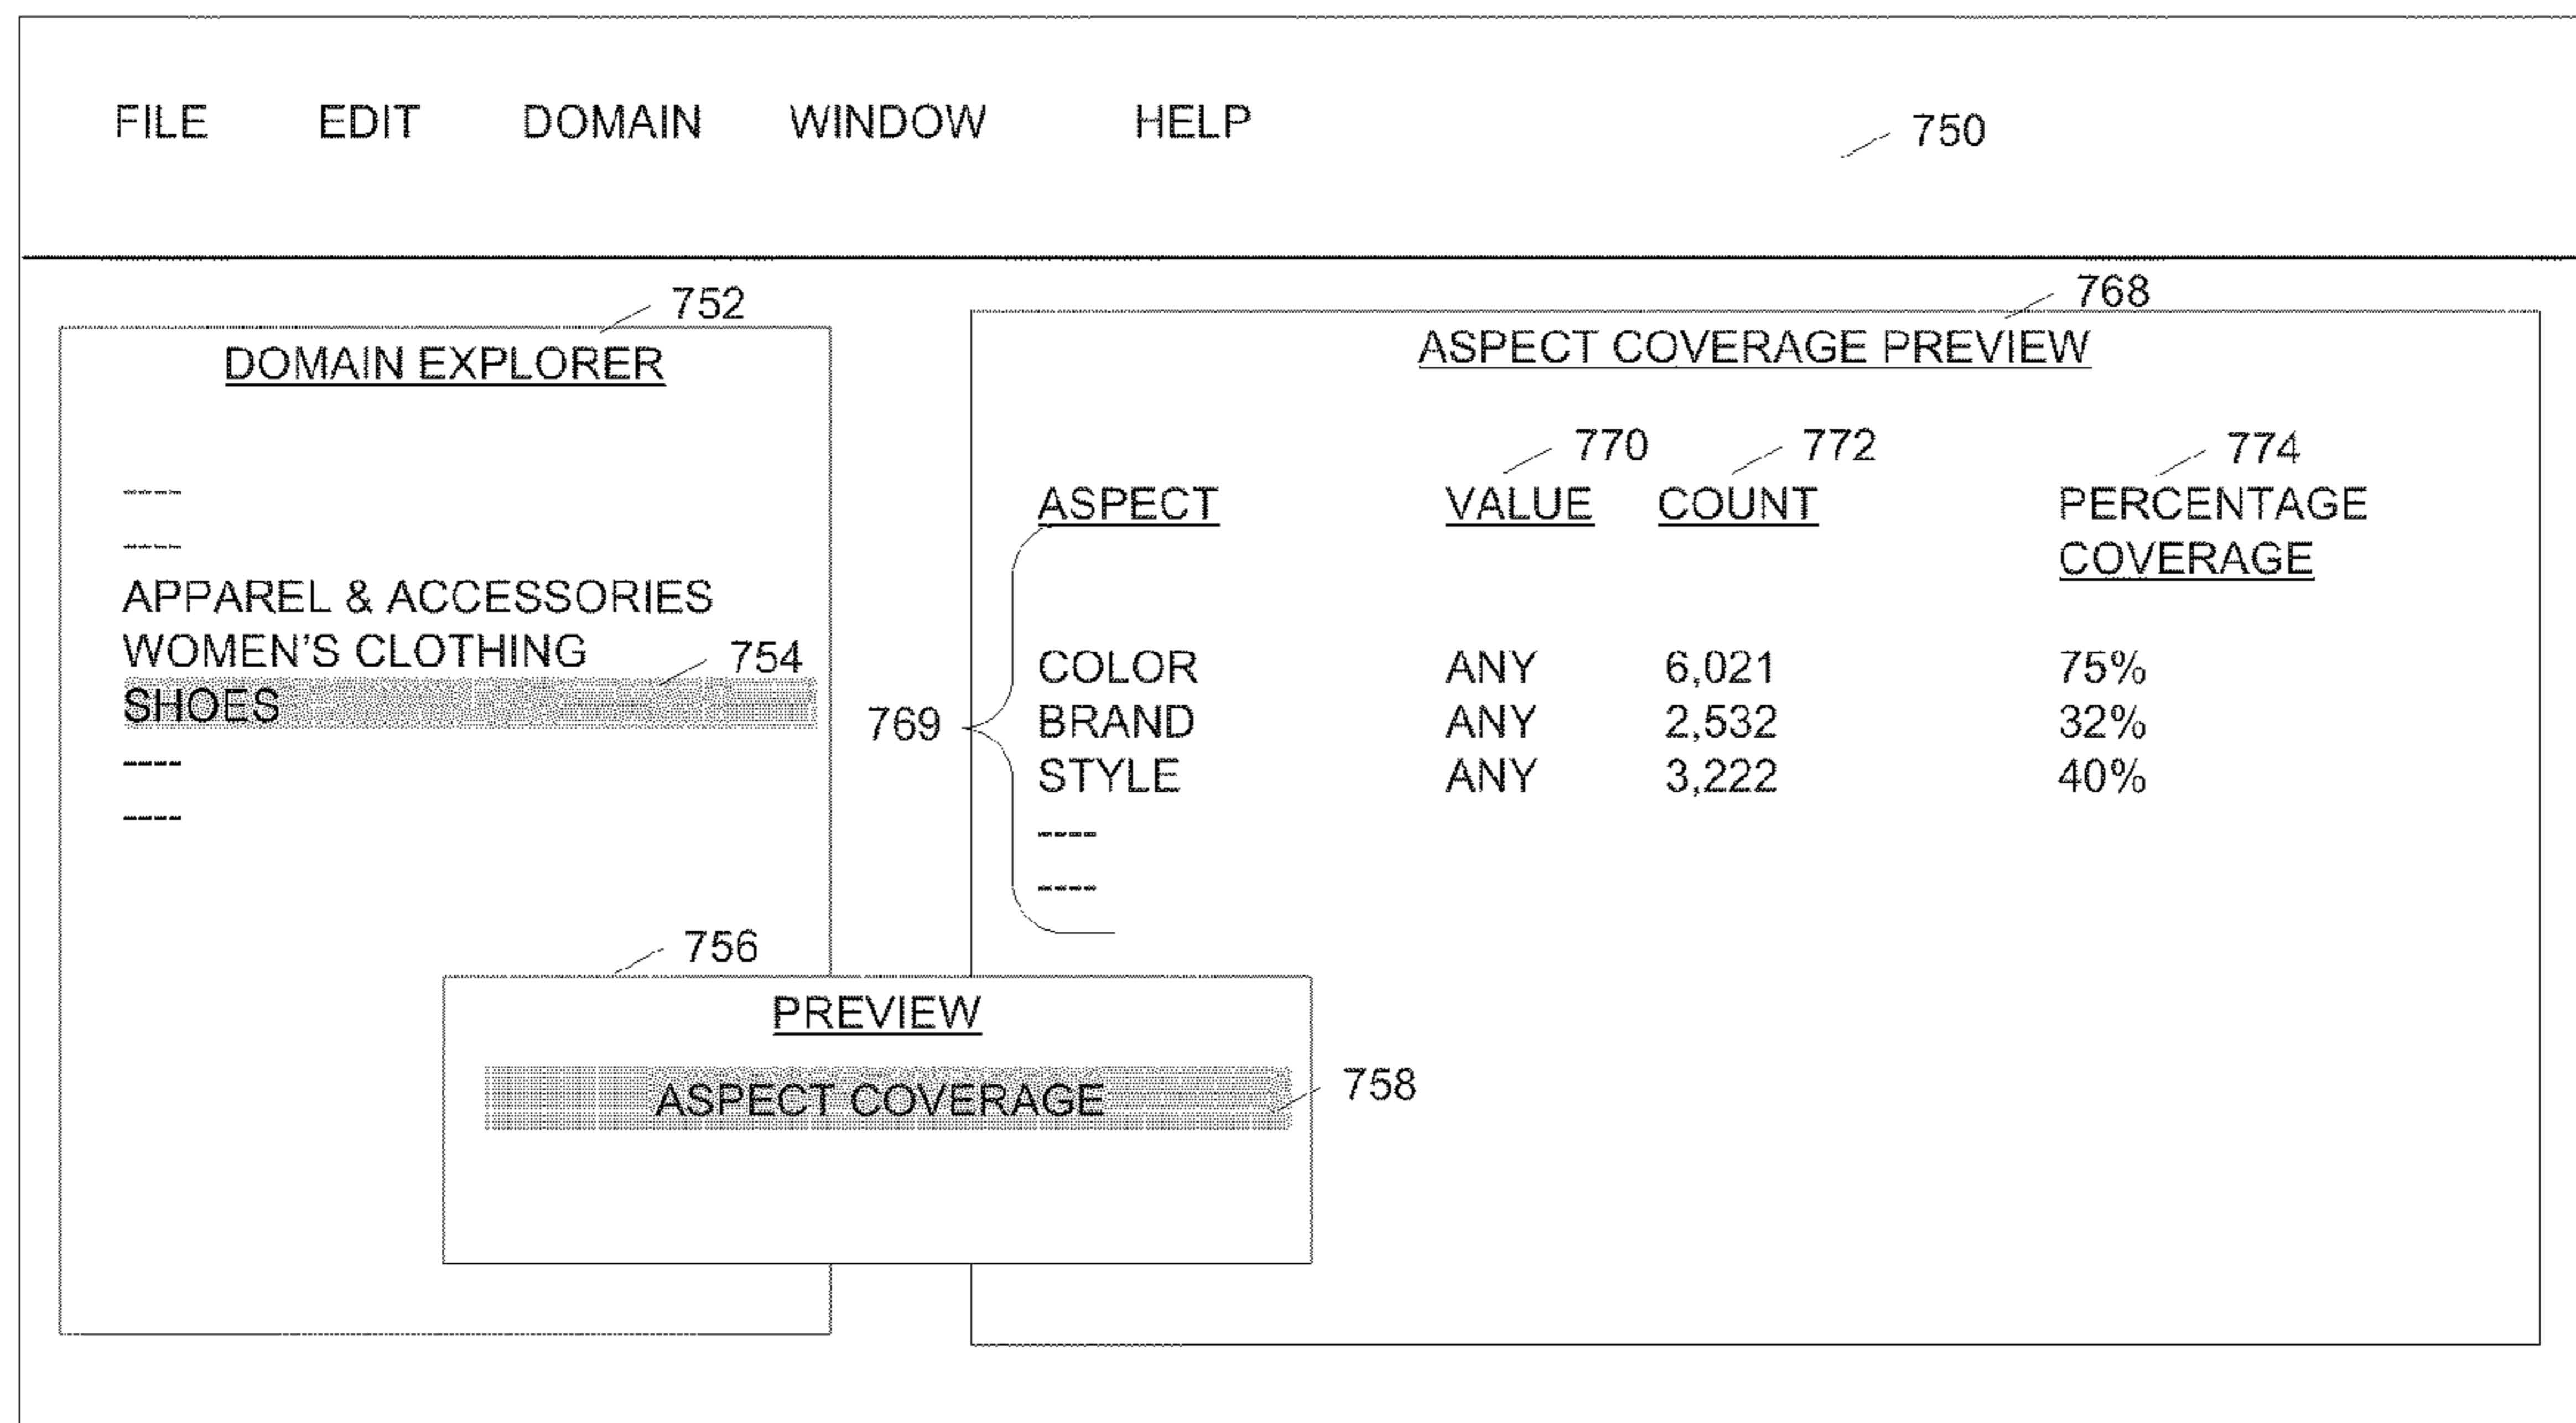 FILE EDIT DOMAIN WINDOW HELP
750
752
DOMAIN EXPLORER
----
----
APPAREL & ACCESSORIES
WOMEN'S CLOTHING
754
SHOES
----
----
768
ASPECT COVERAGE PREVIEW
770 772 774
ASPECT VALUE COUNT PERCENTAGE
COVERAGE
COLOR ANY 6,021 75%
769
BRAND ANY 2,532 32%
STYLE ANY 3,222 40%
----
----
756
PREVIEW
ASPECT COVERAGE
758